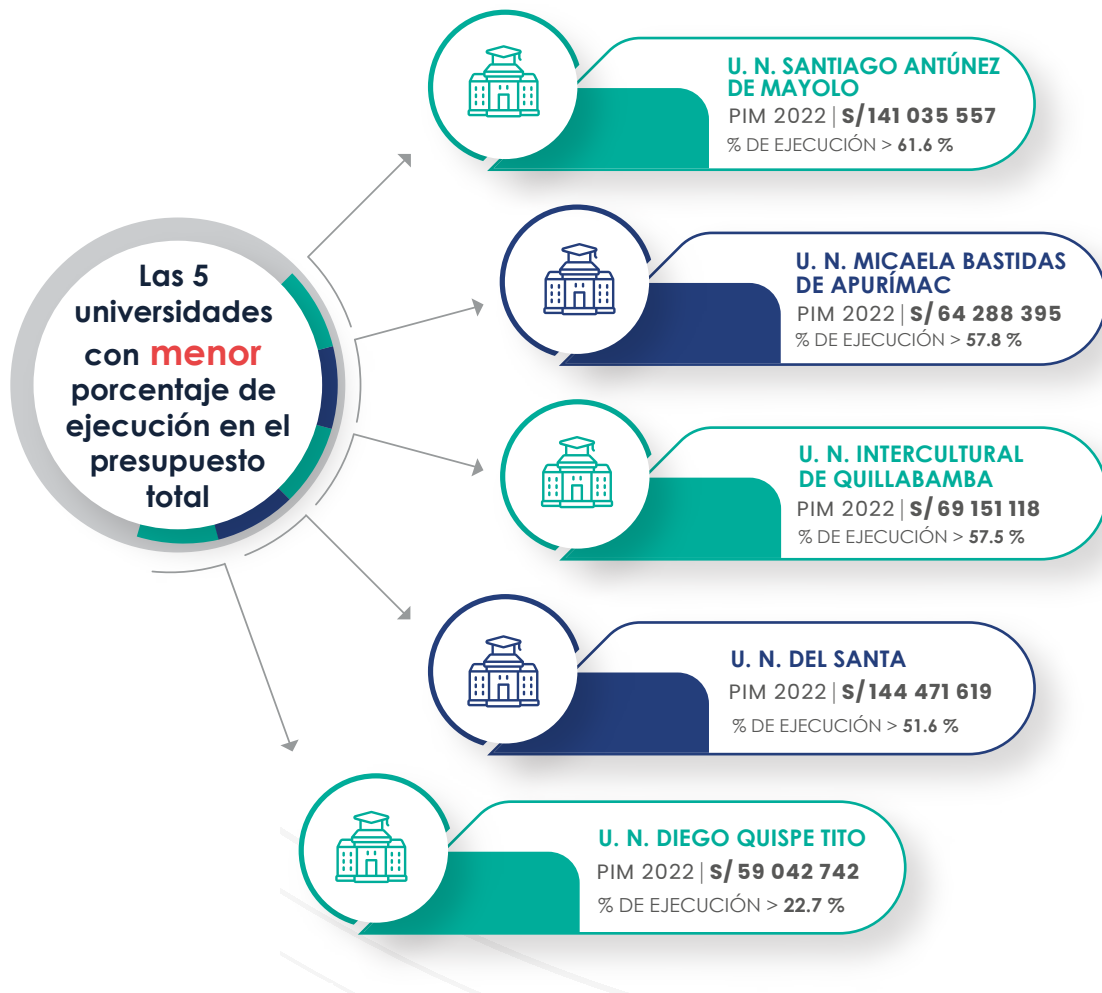 Las 5
universidades
con menor
porcentaje de
ejecución en el
presupuesto
total
U. N. SANTIAGO ANTÚNEZ
DE MAYOLO
PIM 2022 | S/ 141 035 557
% DE EJECUCIÓN > 61.6 %
U. N. MICAELA BASTIDAS
DE APURÍMAC
PIM 2022 | S/ 64 288 395
% DE EJECUCIÓN > 57.8 %
U. N. INTERCULTURAL
DE QUILLABAMBA
PIM 2022 | S/ 69 151 118
% DE EJECUCIÓN > 57.5 %
U. N. DEL SANTA
PIM 2022 | S/ 144 471 619
% DE EJECUCIÓN > 51.6 %
U. N. DIEGO QUISPE TITO
PIM 2022 | S/ 59 042 742
% DE EJECUCIÓN > 22.7 %